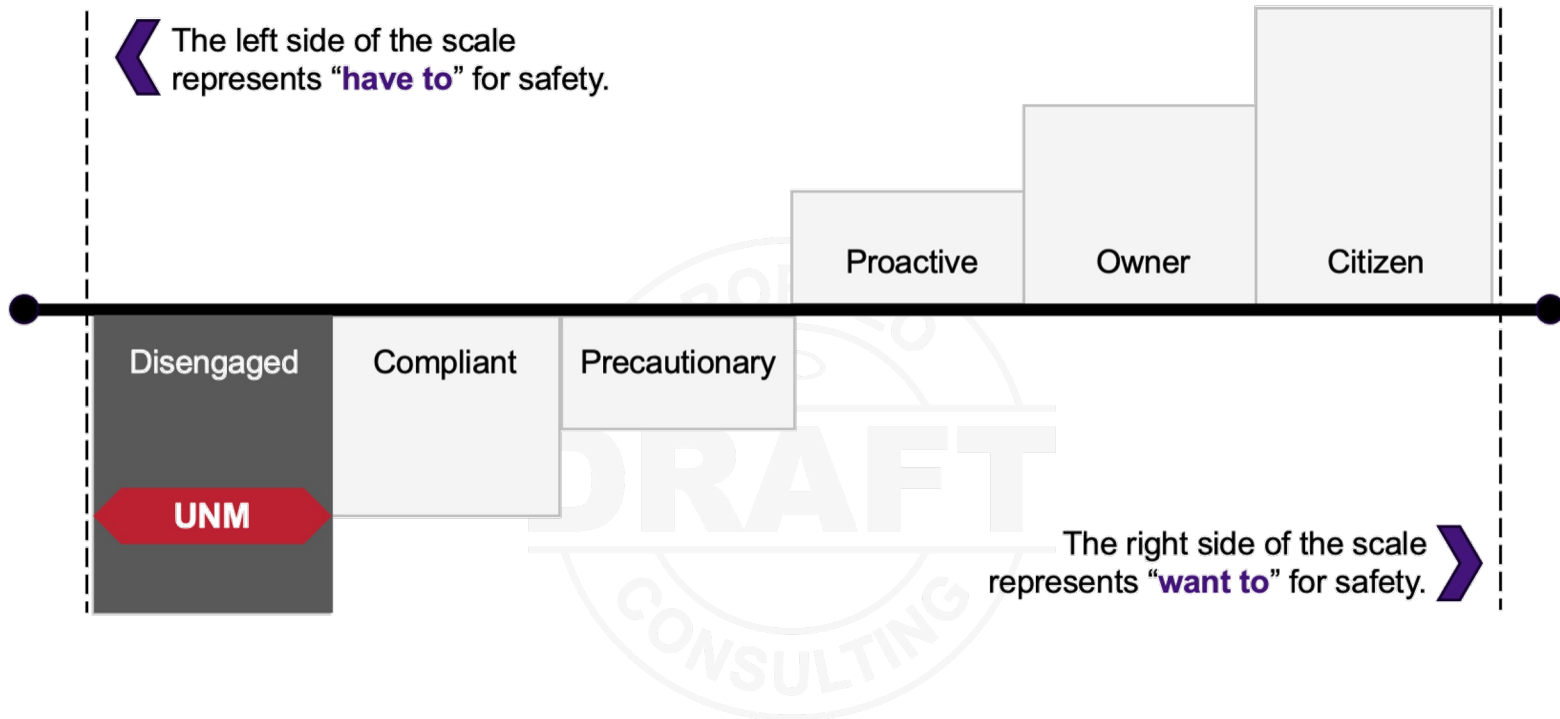 The left side of the scale
represents “have to” for safety.
Proactive
Owner
Citizen
Disengaged
Compliant
Precautionary
UNM
DRAFT
The right side of the scale
represents “want to” for safety.
CONSULTING